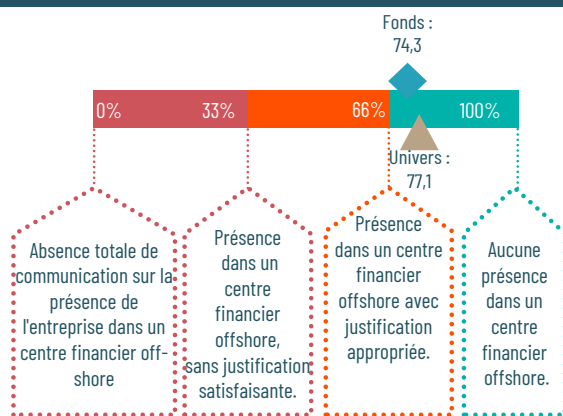 Fonds :
74,3
0%
33%
66%
100%
Univers :
77,1
Absence totale de
communication sur la
présence de
l'entreprise dans un
centre financier off-
shore
Présence
dans un
centre
financier
offshore,
sans justification
satisfaisante.
Présence
dans un centre
financier
offshore avec
justification
appropriée.
Aucune
présence
dans un
centre
financier
offshore.